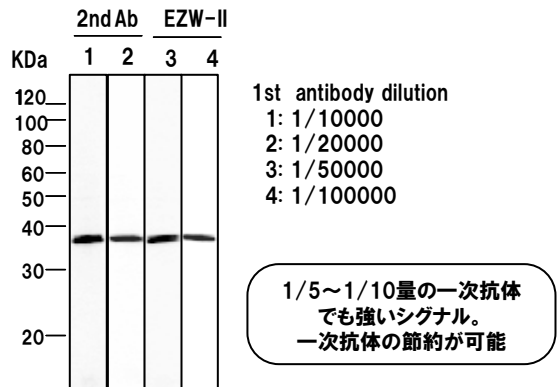 2nd Ab EZW-II
KDa 1 2 3 4
120
100
80
60
50
40
30
20
1st antibody dilution
1: 1/10000
2: 1/20000
3: 1/50000
4: 1/100000
1/5～1/10量の一次抗体
でも強いシグナル。
一次抗体の節約が可能